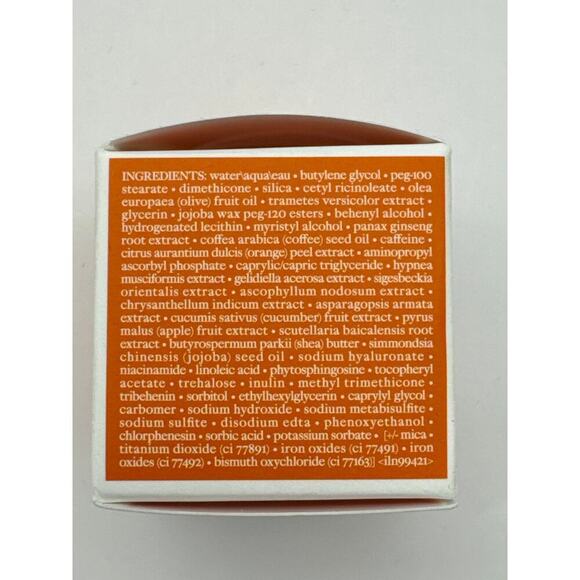 INGREDIENTS: water\aqua\eau • butylene glycol • peg-100
stearate • dimethicone • silica • cetyl ricinoleate • olea
europaea (olive) fruit oil • trametes versicolor extract •
glycerin • jojoba wax peg-120 esters • behenyl alcohol •
hydrogenated lecithin • myristyl alcohol • panax ginseng
root extract • coffea arabica (coffee) seed oil • caffeine •
citrus aurantium dulcis (orange) peel extract • aminopropyl
ascorbyl phosphate • caprylic/capric triglyceride • hypnea
musciformis extract • gelidiella acerosa extract • sigesbeckia
orientalis extract • ascophyllum nodosum extract •
chrysanthellum indicum extract • asparagopsis armata
extract • cucumis sativus (cucumber) fruit extract • pyrus
malus (apple) fruit extract • scutellaria baicalensis root
extract • butyrospermum parkii (shea) butter • simmondsia
chinensis (jojoba) seed oil • sodium hyaluronate •
niacinamide • linoleic acid • phytosphingosine • tocopheryl
acetate • trehalose • inulin • methyl trimethicone •
tribehenin • sorbitol • ethylhexylglycerin • caprylyl glycol •
carbomer • sodium hydroxide • sodium metabisulfite •
sodium sulfite • disodium edta • phenoxyethanol •
chlorphenesin • sorbic acid • potassium sorbate • [+/- mica •
titanium dioxide (ci 77891) • iron oxides (ci 77491) • iron
oxides (ci 77492) • bismuth oxychloride (ci 77163)] <iln99421>